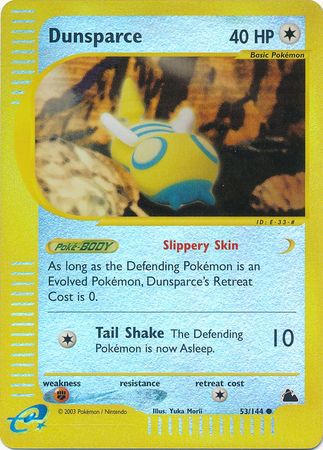 Dunsparce 40 HP
Basic Pokémon
ID: E-33-#
Poké-BODY Slippery Skin
As long as the Defending Pokémon is an
Evolved Pokémon, Dunsparce's Retreat
Cost is 0.
Tail Shake The Defending 10
Pokémon is now Asleep.
weakness resistance retreat cost
e
© 2003 Pokémon / Nintendo Illus. Yuka Morii 53/144